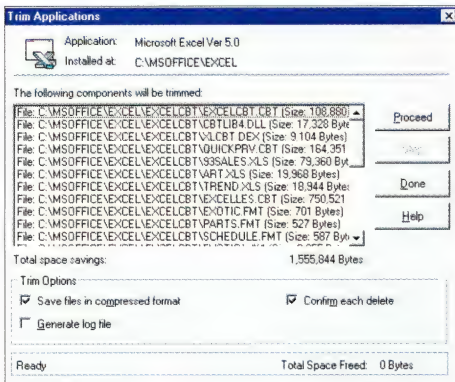 Trim Applications
Application: Microsoft Excel Ver 5.0
Installed at: C:\MSOFFICE\EXCEL
The following components will be trimmed:
File: C:\MSOFFICE\EXCEL\EXCELCBT\EXCELCBT.CBT (Size: 108,880
File: C:\MSOFFICE\EXCEL\EXCELCBT\CBTLIB4.DLL (Size: 17,328 Byte
File: C:\MSOFFICE\EXCEL\EXCELCBT\XLCBT.DEX (Size: 9,104 Bytes)
File: C:\MSOFFICE\EXCEL\EXCELCBT\QUICKPRV.CBT (Size: 164,351
File: C:\MSOFFICE\EXCEL\EXCELCBT\93SALES.XLS (Size: 79,360 Byt
File: C:\MSOFFICE\EXCEL\EXCELCBT\ART.XLS (Size: 19,968 Bytes)
File: C:\MSOFFICE\EXCEL\EXCELCBT\TREND.XLS (Size: 18,944 Bytes
File: C:\MSOFFICE\EXCEL\EXCELCBT\EXCELLES.CBT (Size: 750,521
File: C:\MSOFFICE\EXCEL\EXCELCBT\EXOTIC.FMT (Size: 701 Bytes)
File: C:\MSOFFICE\EXCEL\EXCELCBT\PARTS.FMT (Size: 527 Bytes)
File: C:\MSOFFICE\EXCEL\EXCELCBT\SCHEDULE.FMT (Size: 587 Byt
Proceed
Done
Help
Total space savings: 1,555,844 Bytes
Trim Options
Save files in compressed format Confirm each delete
Generate log file
Ready Total Space Freed: 0 Bytes